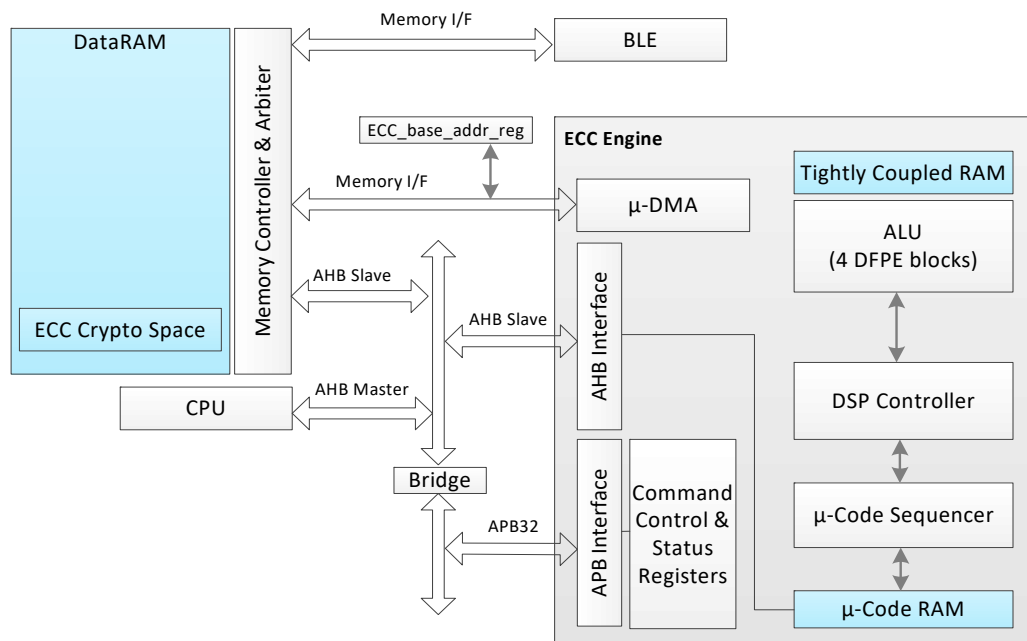 Memory I/F
DataRAM
BLE
Memory Controller & Arbiter
ECC_base_addr_reg
ECC Engine
Tightly Coupled RAM
Memory I/F
µ-DMA
ALU
(4 DFPE blocks)
AHB Slave
ECC Crypto Space
AHB Slave
AHB Interface
AHB Master
CPU
DSP Controller
Bridge
APB32
APB Interface
Command
Control &
Status
Registers
µ-Code Sequencer
µ-Code RAM